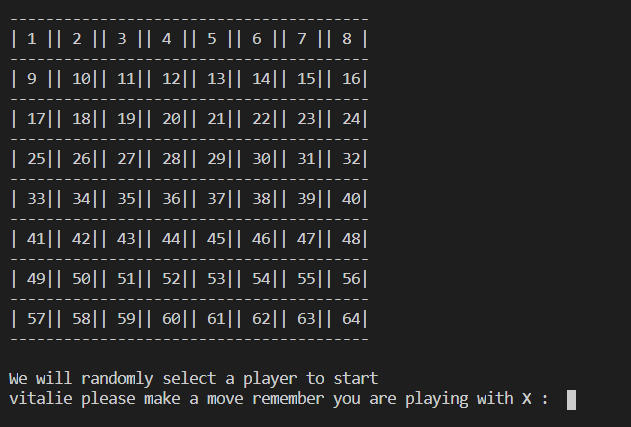 ----------------------------------------
| 1 || 2 || 3 || 4 || 5 || 6 || 7 || 8 |
----------------------------------------
| 9 || 10|| 11|| 12|| 13|| 14|| 15|| 16|
----------------------------------------
| 17|| 18|| 19|| 20|| 21|| 22|| 23|| 24|
----------------------------------------
| 25|| 26|| 27|| 28|| 29|| 30|| 31|| 32|
----------------------------------------
| 33|| 34|| 35|| 36|| 37|| 38|| 39|| 40|
----------------------------------------
| 41|| 42|| 43|| 44|| 45|| 46|| 47|| 48|
----------------------------------------
| 49|| 50|| 51|| 52|| 53|| 54|| 55|| 56|
----------------------------------------
| 57|| 58|| 59|| 60|| 61|| 62|| 63|| 64|
----------------------------------------
We will randomly select a player to start
vitalie please make a move remember you are playing with X :